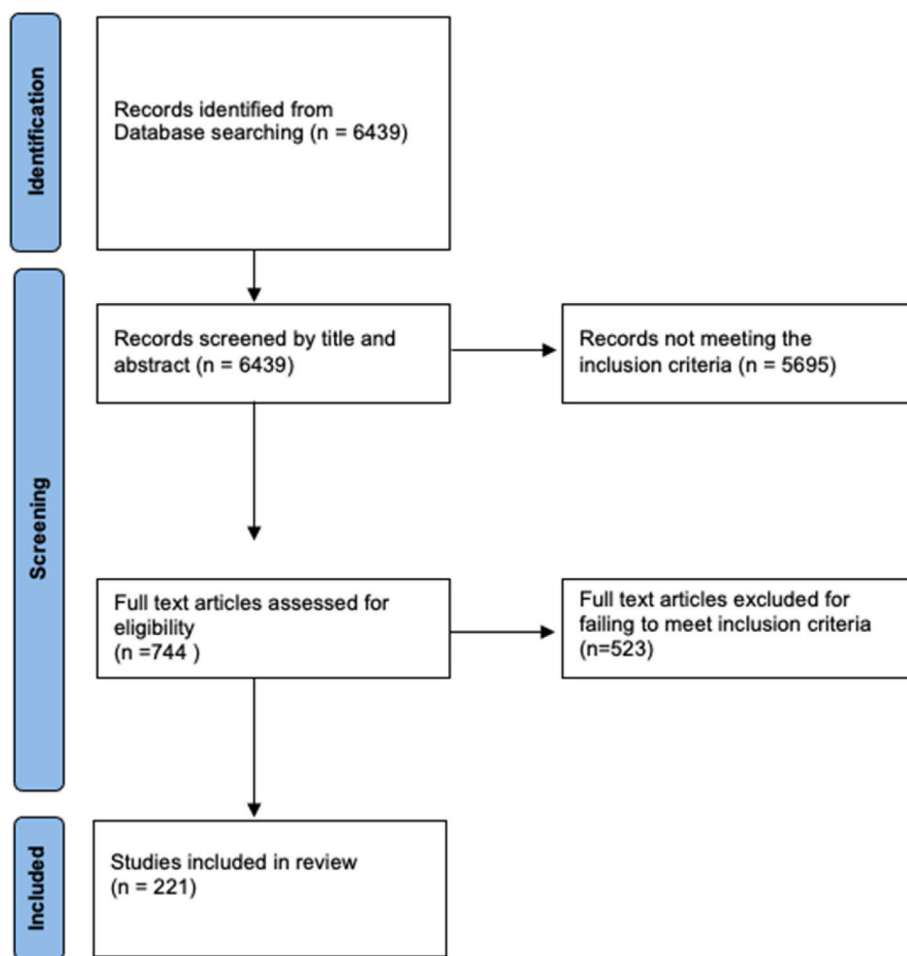 Identification
Records identified from
Database searching (n = 6439)
Screening
Records screened by title and
abstract (n = 6439)
Records not meeting the
inclusion criteria (n = 5695)
Full text articles assessed for
eligibility
(n =744 )
Full text articles excluded for
failing to meet inclusion criteria
(n=523)
Included
Studies included in review
(n = 221)